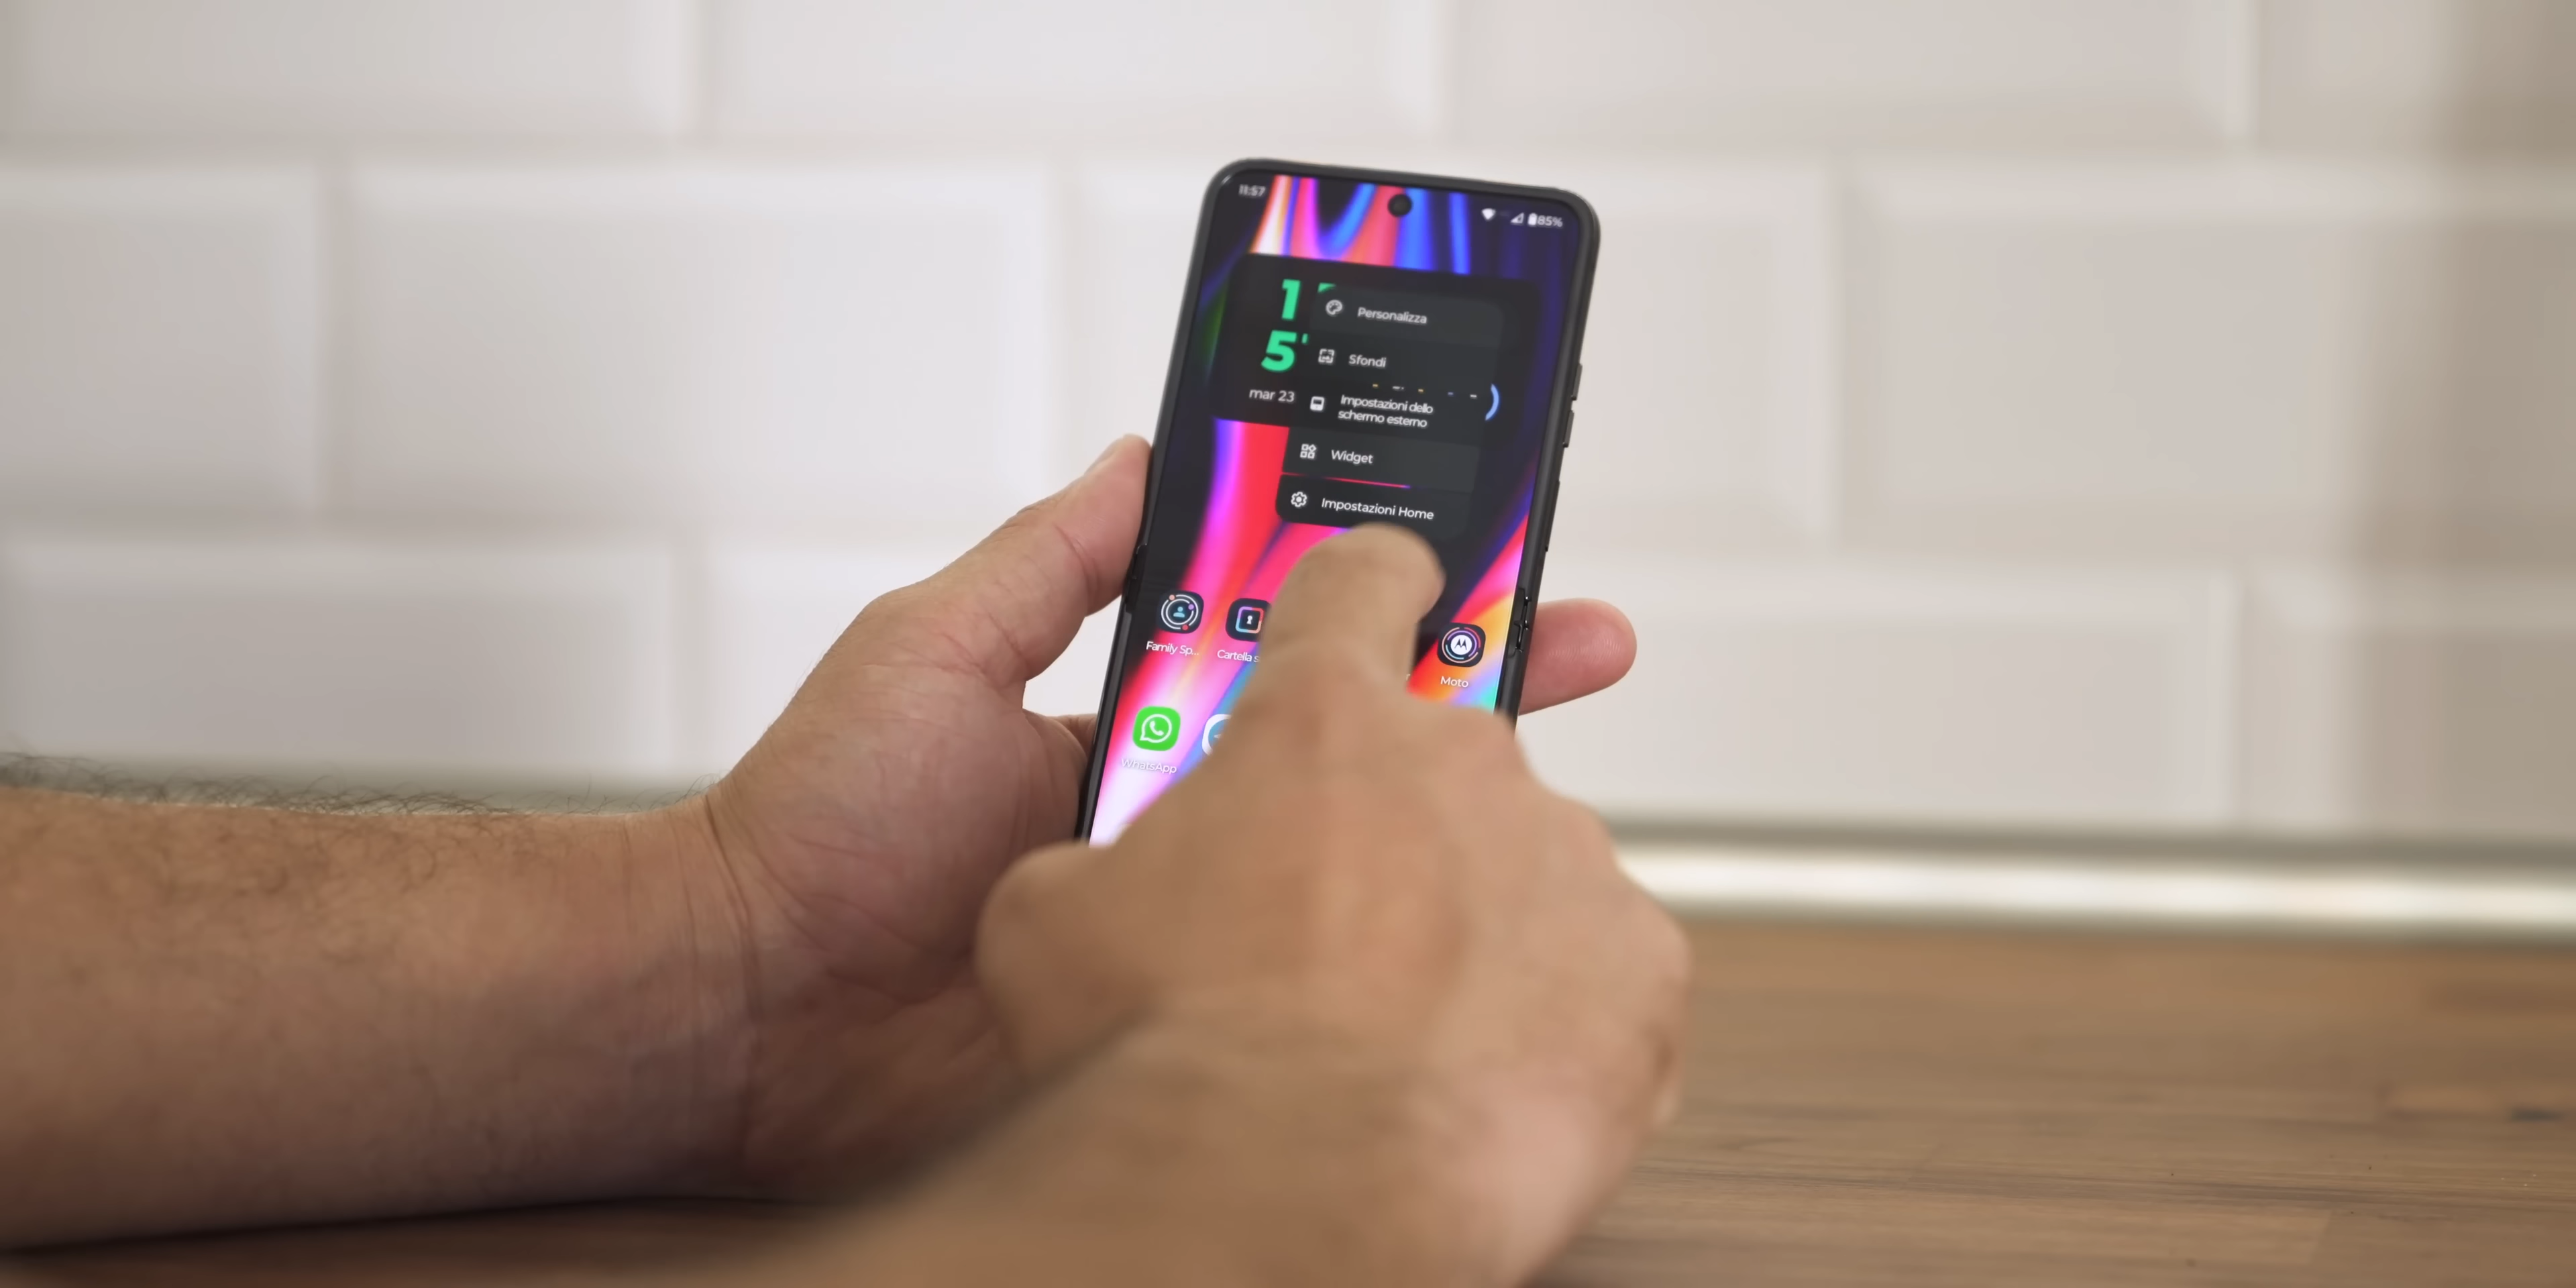 11:57
85%
1
Personalizza
5
Sfondi
mar 23
Impostazioni dello
schermo esterno
Widget
Impostazioni Home
Family Sp...
Cartella s
Moto
WhatsApp